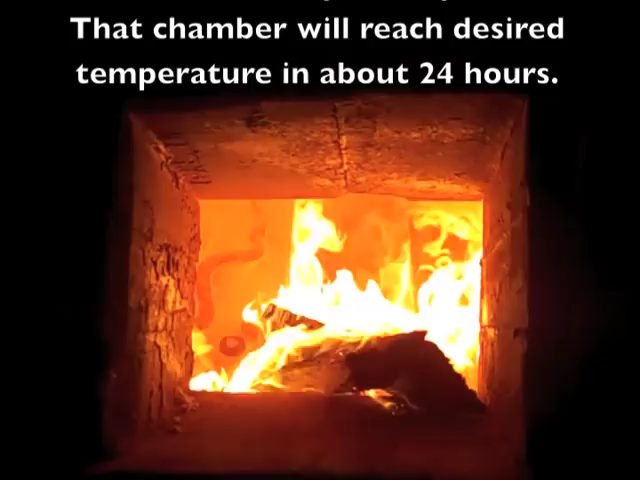 That chamber will reach desired
temperature in about 24 hours.